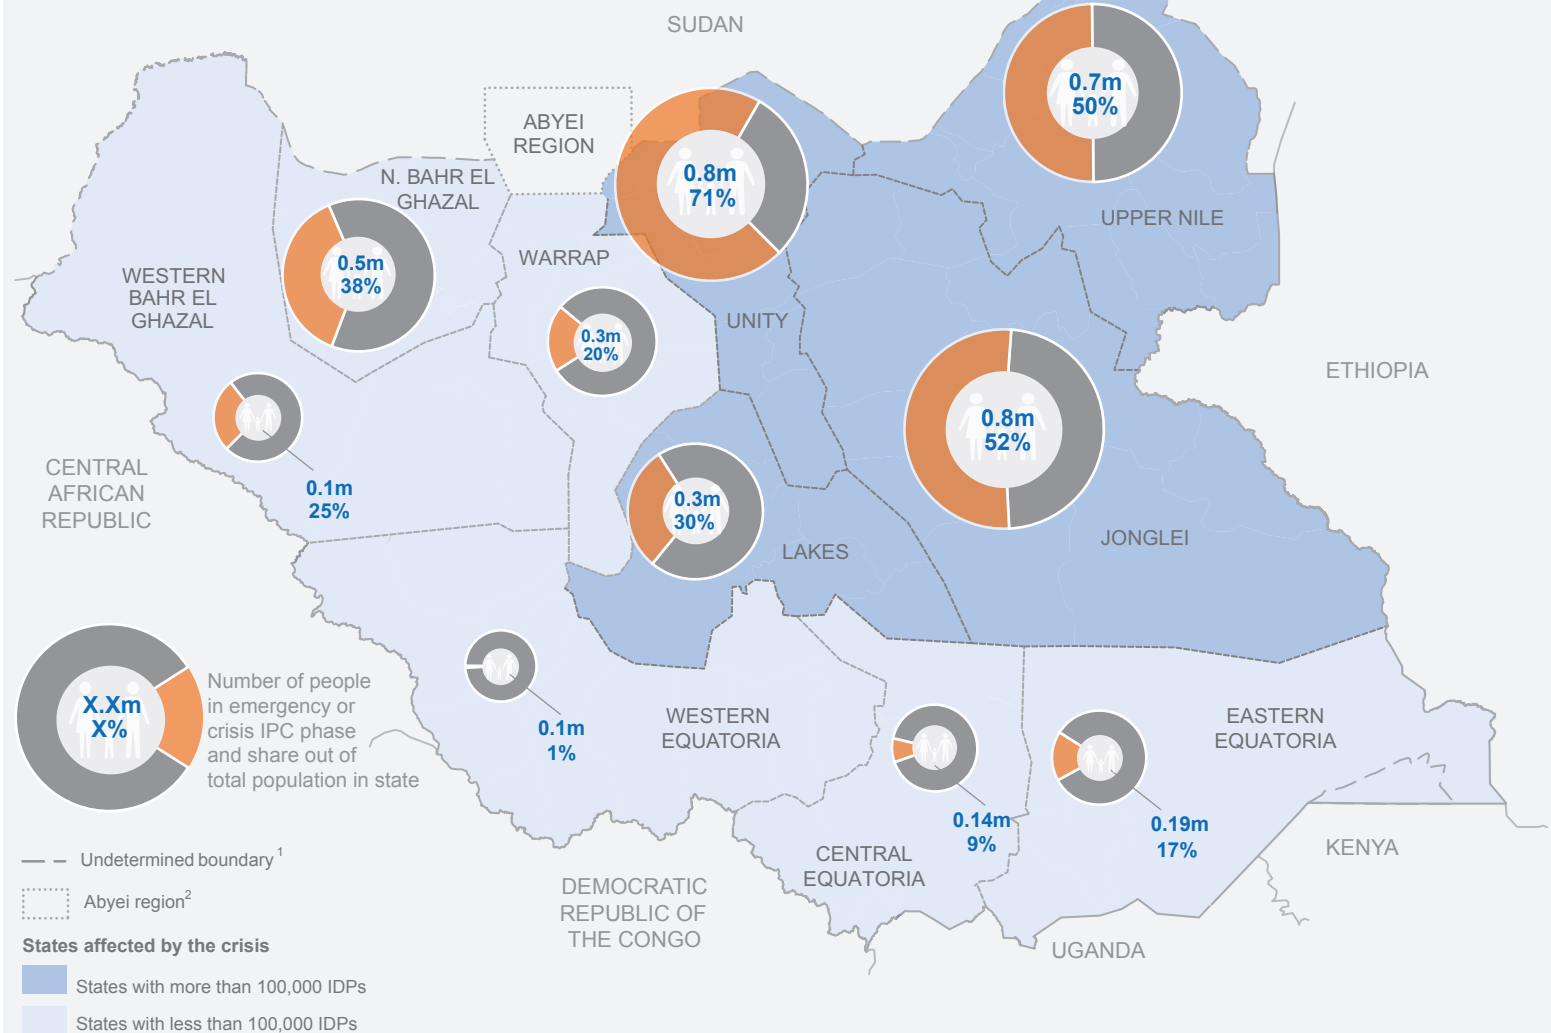 SUDAN
0.7m
50%
ABYEI
REGION
0.8m
71%
N. BAHR EL
GHAZAL
UPPER NILE
WARRAP
0.5m
38%
WESTERN
BAHR EL
GHAZAL
UNITY
0.3m
20%
ETHIOPIA
0.8m
52%
CENTRAL
AFRICAN
REPUBLIC
0.1m
25%
0.3m
30%
LAKES
JONGLEI
X.Xm
X%
Number of people
in emergency or
crisis IPC phase
and share out of
total population in state
0.1m
1%
WESTERN
EQUATORIA
EASTERN
EQUATORIA
0.14m
9%
0.19m
17%
CENTRAL
EQUATORIA
KENYA
Undetermined boundary 1
Abyei region2
DEMOCRATIC
REPUBLIC OF
THE CONGO
UGANDA
States affected by the crisis
States with more than 100,000 IDPs
States with less than 100,000 IDPs